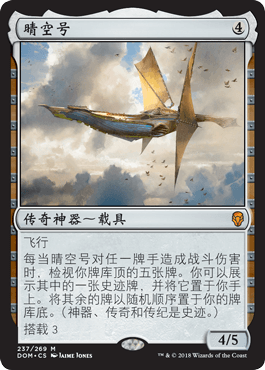 晴空号 4
传奇神器～载具
飞行
每当晴空号对任一牌手造成战斗伤害
时，检视你牌库顶的五张牌。你可以展
示其中的一张史迹牌，并将它置于你手
上。将其余的牌以随机顺序置于你的牌
库底。（神器、传奇和传纪是史迹。）
搭载 3
4/5
237/269 M
DOM • CS JAIME JONES
™ & © 2018 Wizards of the Coast